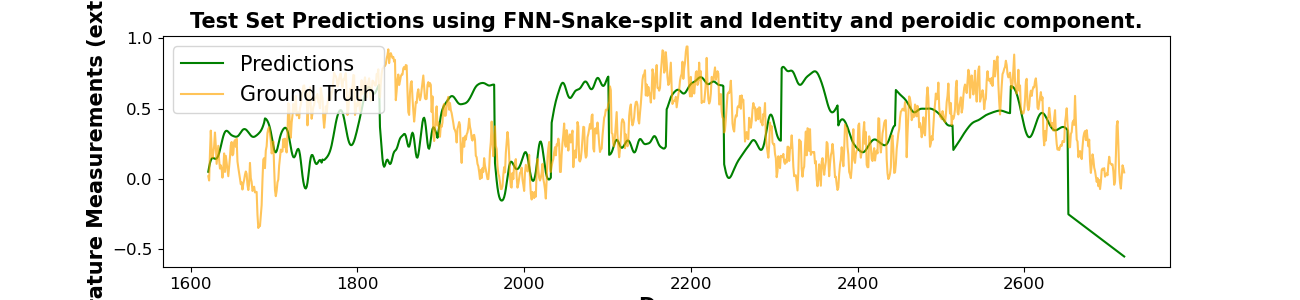 Test Set Predictions using FNN-Snake-split and Identity and peroidic component.
Predictions
Ground Truth
1.0
0.5
0.0
−0.5
1600
1800
2000
2200
2400
2600
Measurements